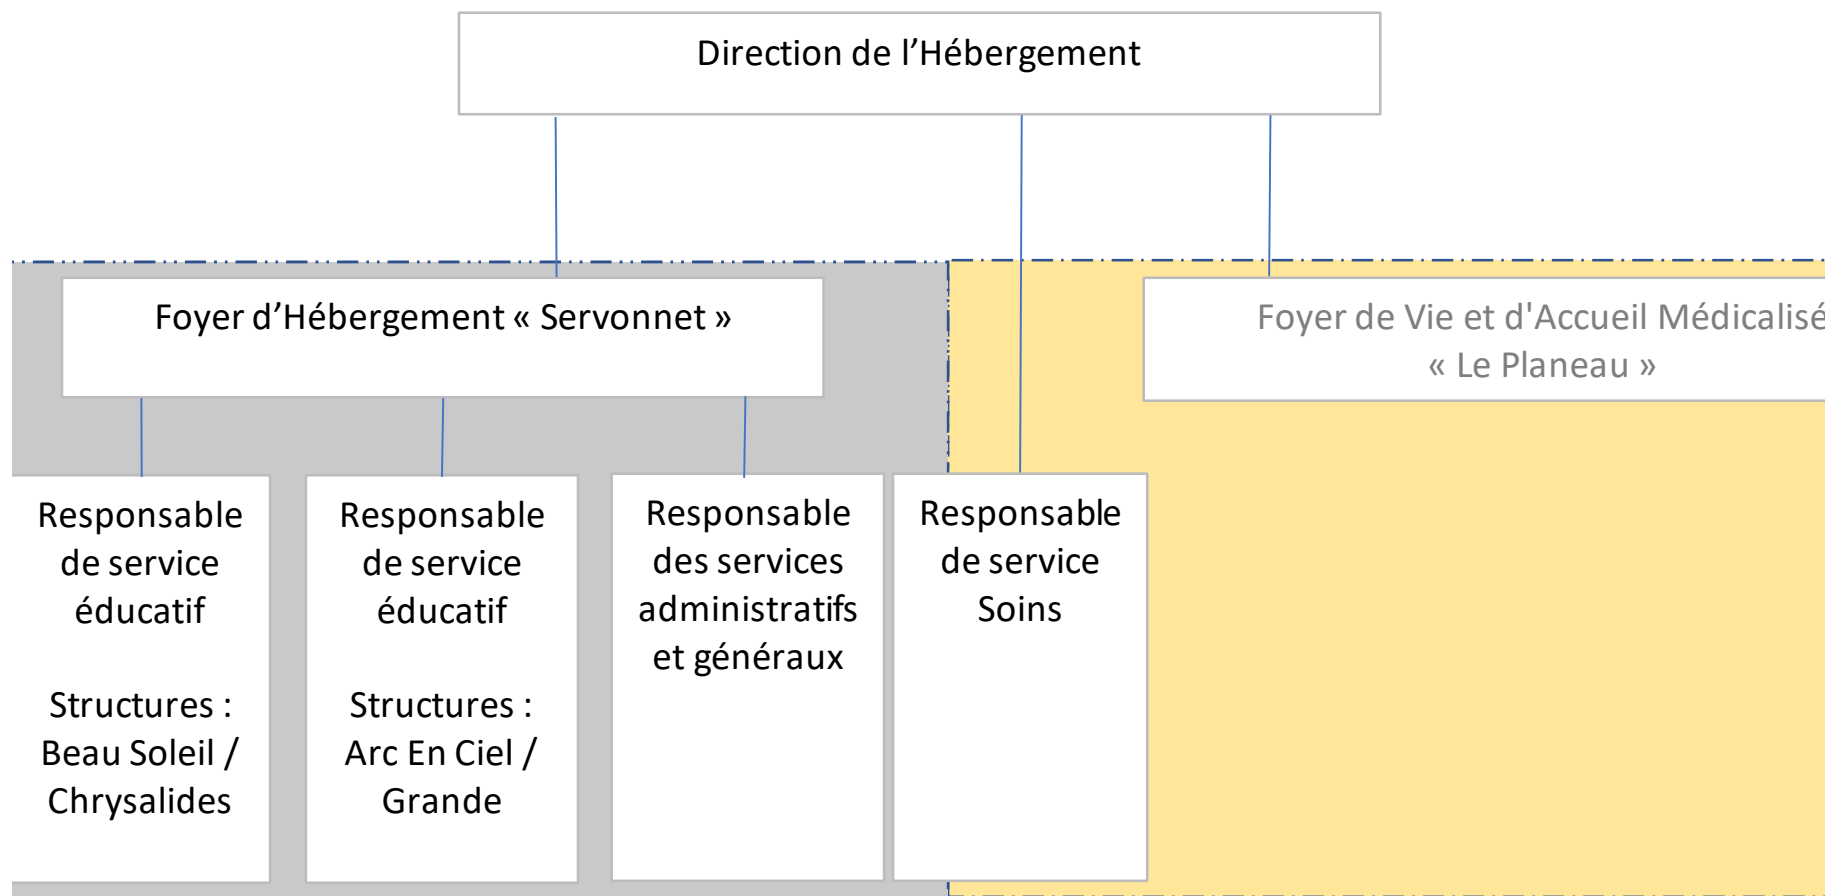 Direction de l’Hébergement
Foyer d’Hébergement « Servonnet »
Foyer de Vie et d'Accueil Médicalisé
« Le Planeau »
Responsable
de service
éducatif
Structures :
Beau Soleil /
Chrysalides
Responsable
de service
éducatif
Structures :
Arc En Ciel /
Grande
Responsable
des services
administratifs
et généraux
Responsable
de service
Soins